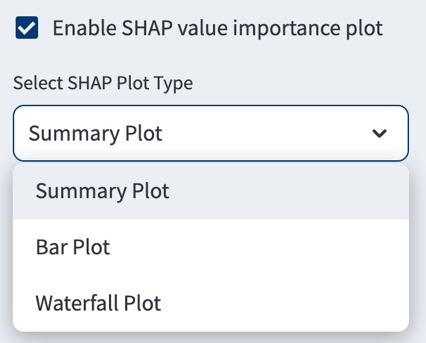 Enable SHAP value importance plot
Select SHAP Plot Type
Summary Plot
Summary Plot
Bar Plot
Waterfall Plot